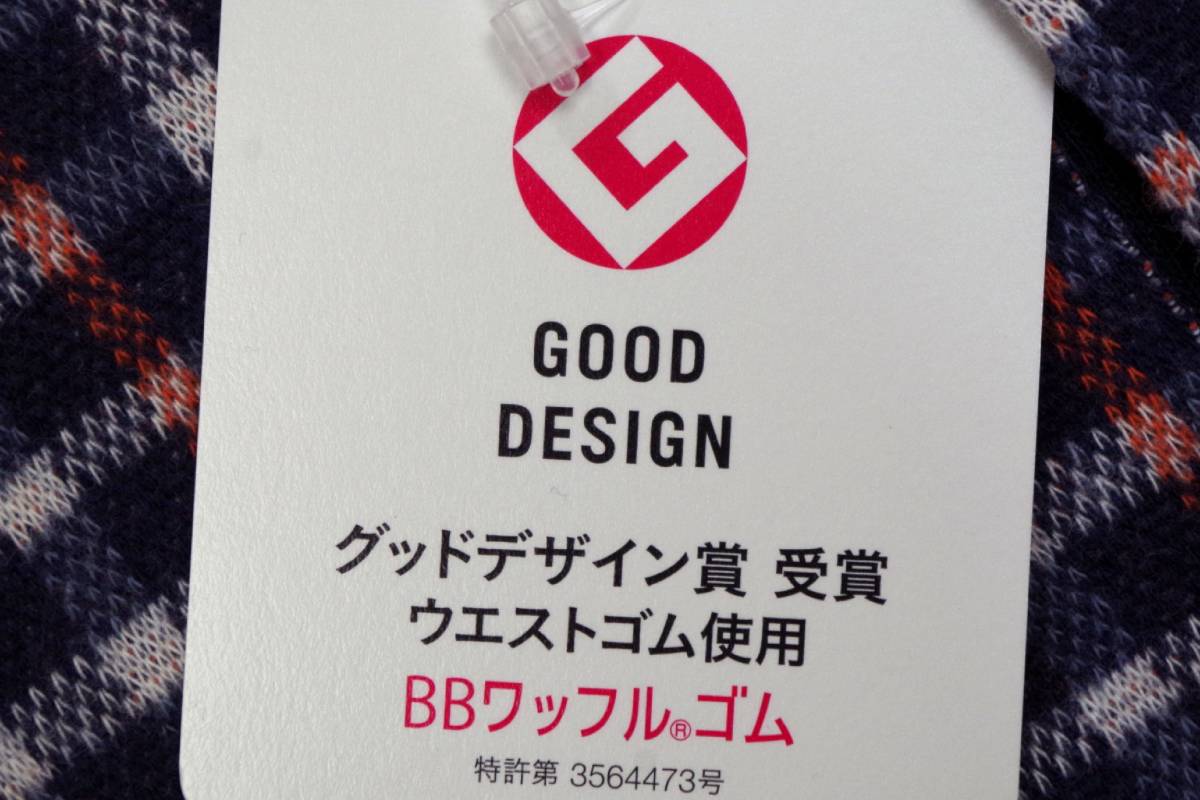 GOOD
DESIGN
グッドデザイン賞 受賞
ウエストゴム使用
BBワッフル®ゴム
特許第 3564473号